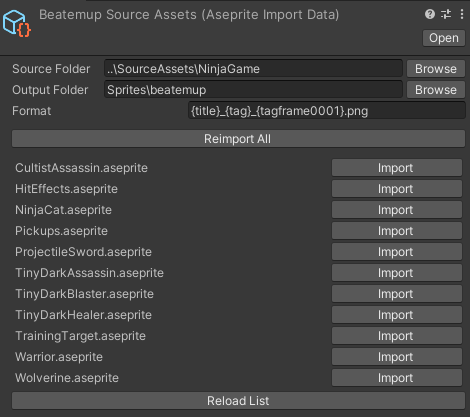 Beatemup Source Assets (Aseprite Import Data)
Open
Source Folder ..\SourceAssets\NinjaGame Browse
Output Folder Sprites\beatemup Browse
Format {title}_{tag}_{tagframe0001}.png
Reimport All
CultistAssassin.aseprite Import
HitEffects.aseprite Import
NinjaCat.aseprite Import
Pickups.aseprite Import
ProjectileSword.aseprite Import
TinyDarkAssassin.aseprite Import
TinyDarkBlaster.aseprite Import
TinyDarkHealer.aseprite Import
TrainingTarget.aseprite Import
Warrior.aseprite Import
Wolverine.aseprite Import
Reload List